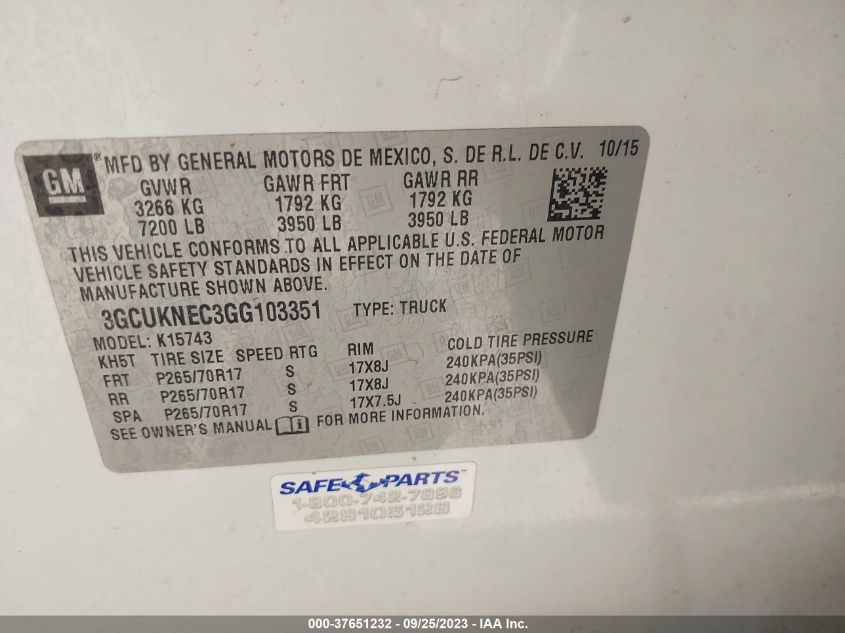 GM
MFD BY GENERAL MOTORS DE MEXICO, S. DE R.L. DE C.V. 10/15
GVWR GAWR FRT GAWR RR
3266 KG 1792 KG 1792 KG
7200 LB 3950 LB 3950 LB
THIS VEHICLE CONFORMS TO ALL APPLICABLE U.S. FEDERAL MOTOR
VEHICLE SAFETY STANDARDS IN EFFECT ON THE DATE OF
MANUFACTURE SHOWN ABOVE.
3GCUKNEC3GG103351 TYPE: TRUCK
MODEL: K15743
KH5T TIRE SIZE SPEED RTG RIM COLD TIRE PRESSURE
FRT P265/70R17 S 17X8J 240KPA(35PSI)
RR P265/70R17 S 17X8J 240KPA(35PSI)
SPA P265/70R17 S 17X7.5J 240KPA(35PSI)
SEE OWNER'S MANUAL FOR MORE INFORMATION.
SAFE PARTS™
1-800-742-7896
428105128
000-37651232 - 09/25/2023 - IAA Inc.